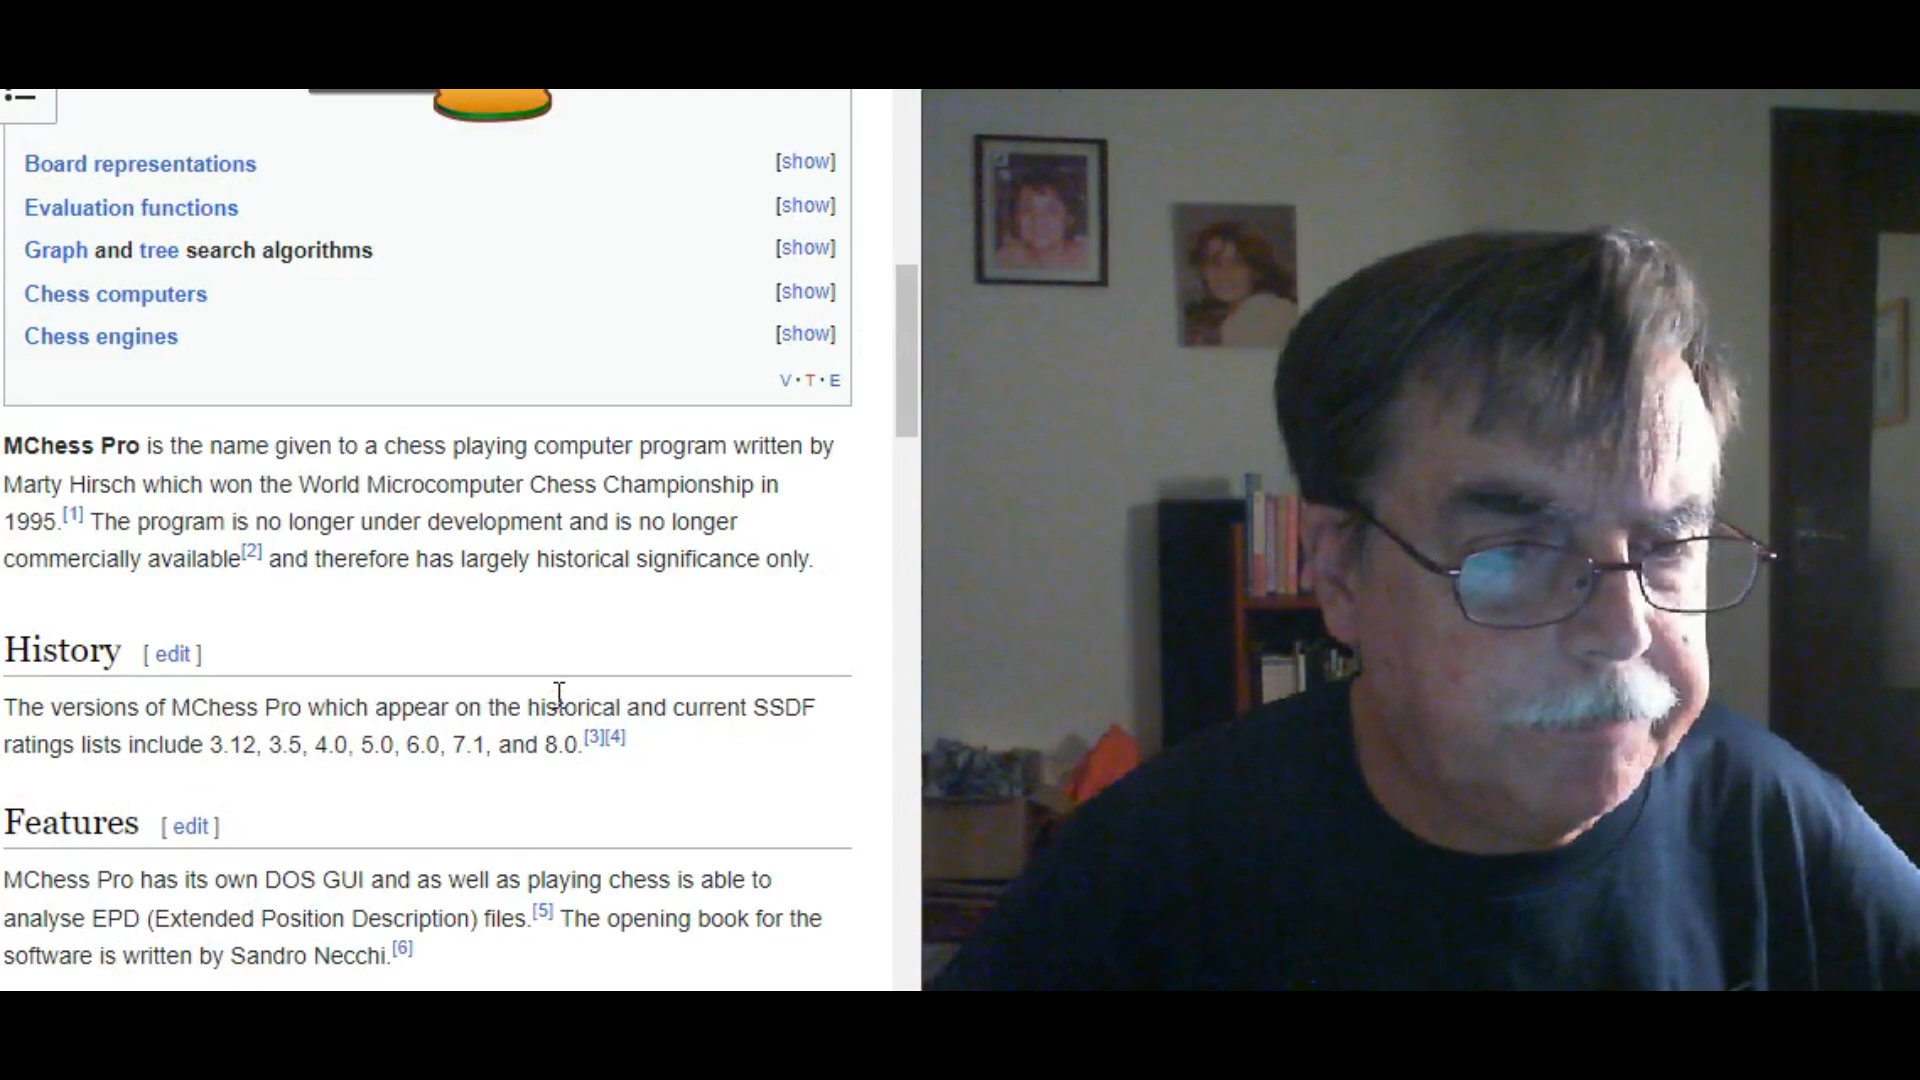 Board representations [show]
Evaluation functions [show]
Graph and tree search algorithms [show]
Chess computers [show]
Chess engines [show]
V · T · E
MChess Pro is the name given to a chess playing computer program written by
Marty Hirsch which won the World Microcomputer Chess Championship in
1995.[1] The program is no longer under development and is no longer
commercially available[2] and therefore has largely historical significance only.
History [ edit ]
The versions of MChess Pro which appear on the historical and current SSDF
ratings lists include 3.12, 3.5, 4.0, 5.0, 6.0, 7.1, and 8.0.[3][4]
Features [ edit ]
MChess Pro has its own DOS GUI and as well as playing chess is able to
analyse EPD (Extended Position Description) files.[5] The opening book for the
software is written by Sandro Necchi.[6]